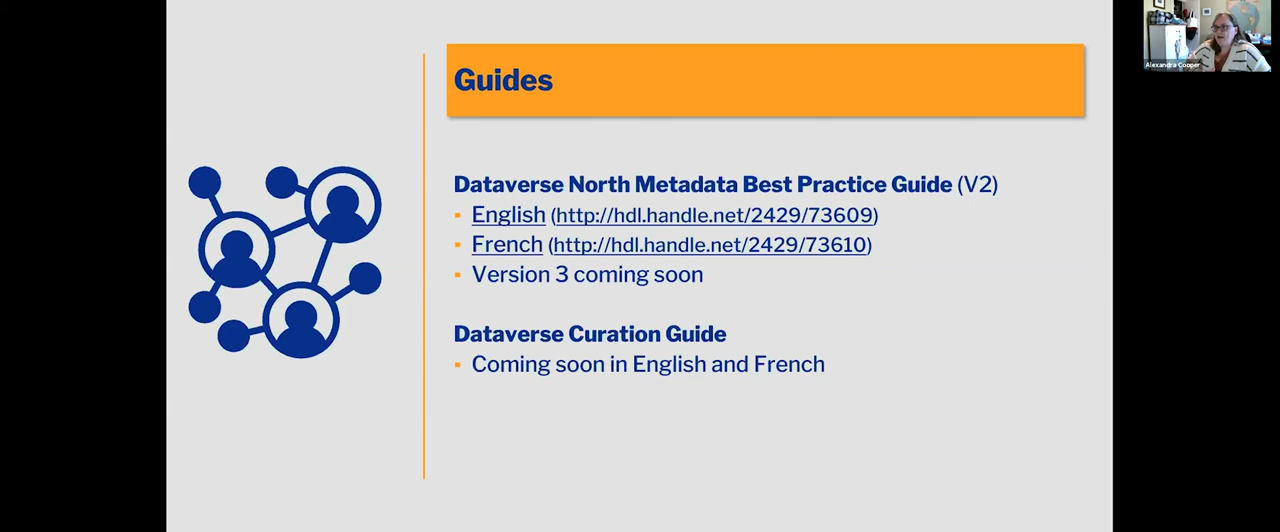 Guides
Dataverse North Metadata Best Practice Guide (V2)
▪ English (http://hdl.handle.net/2429/73609)
▪ French (http://hdl.handle.net/2429/73610)
▪ Version 3 coming soon
Dataverse Curation Guide
▪ Coming soon in English and French
Alexandra Cooper